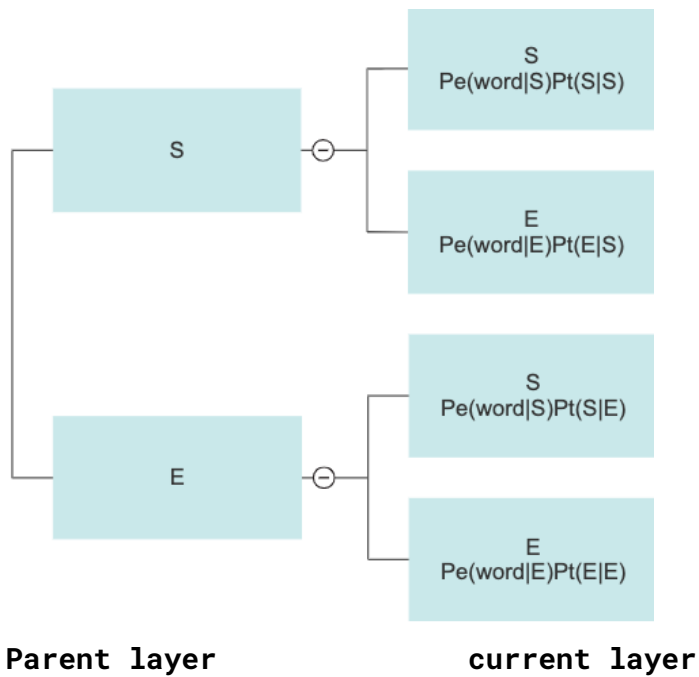 S
Pe(word|S)Pt(S|S)
S
E
Pe(word|E)Pt(E|S)
S
Pe(word|S)Pt(S|E)
E
E
Pe(word|E)Pt(E|E)
Parent layer
current layer